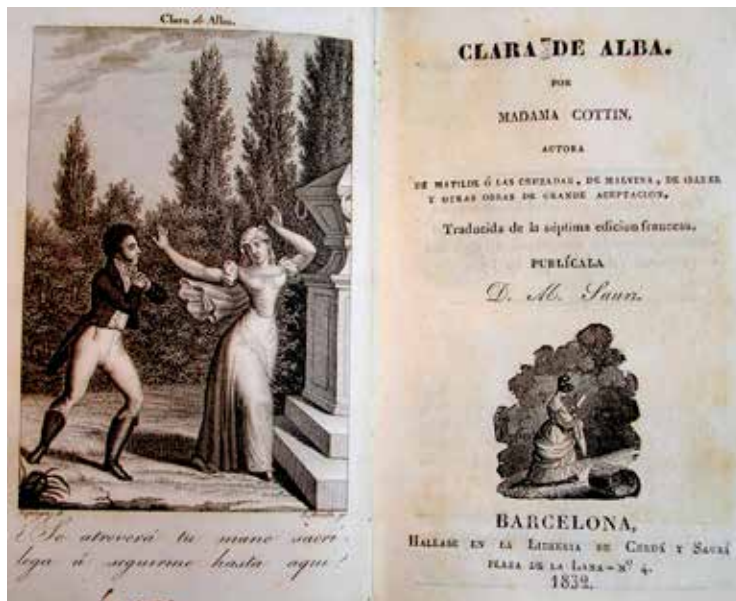 Clara de Alba.
¿Se atreverá tu mano sacri-
lega á seguirme hasta aquí?
CLARA DE ALBA.
POR
MADAMA COTTIN,
AUTORA
DE MATILDE Ó LAS CRUZADAS, DE MALVINA, DE
Y OTRAS OBRAS DE GRANDE ACEPTACION,
Traducida de la séptima edicion francesa.
PUBLÍCALA
D. M. Sauri.
BARCELONA,
HALLASE EN LA LIBRERIA DE CERDÁ Y SAURÍ
PLAZA DE LA LANA - Nº 4.
1832.